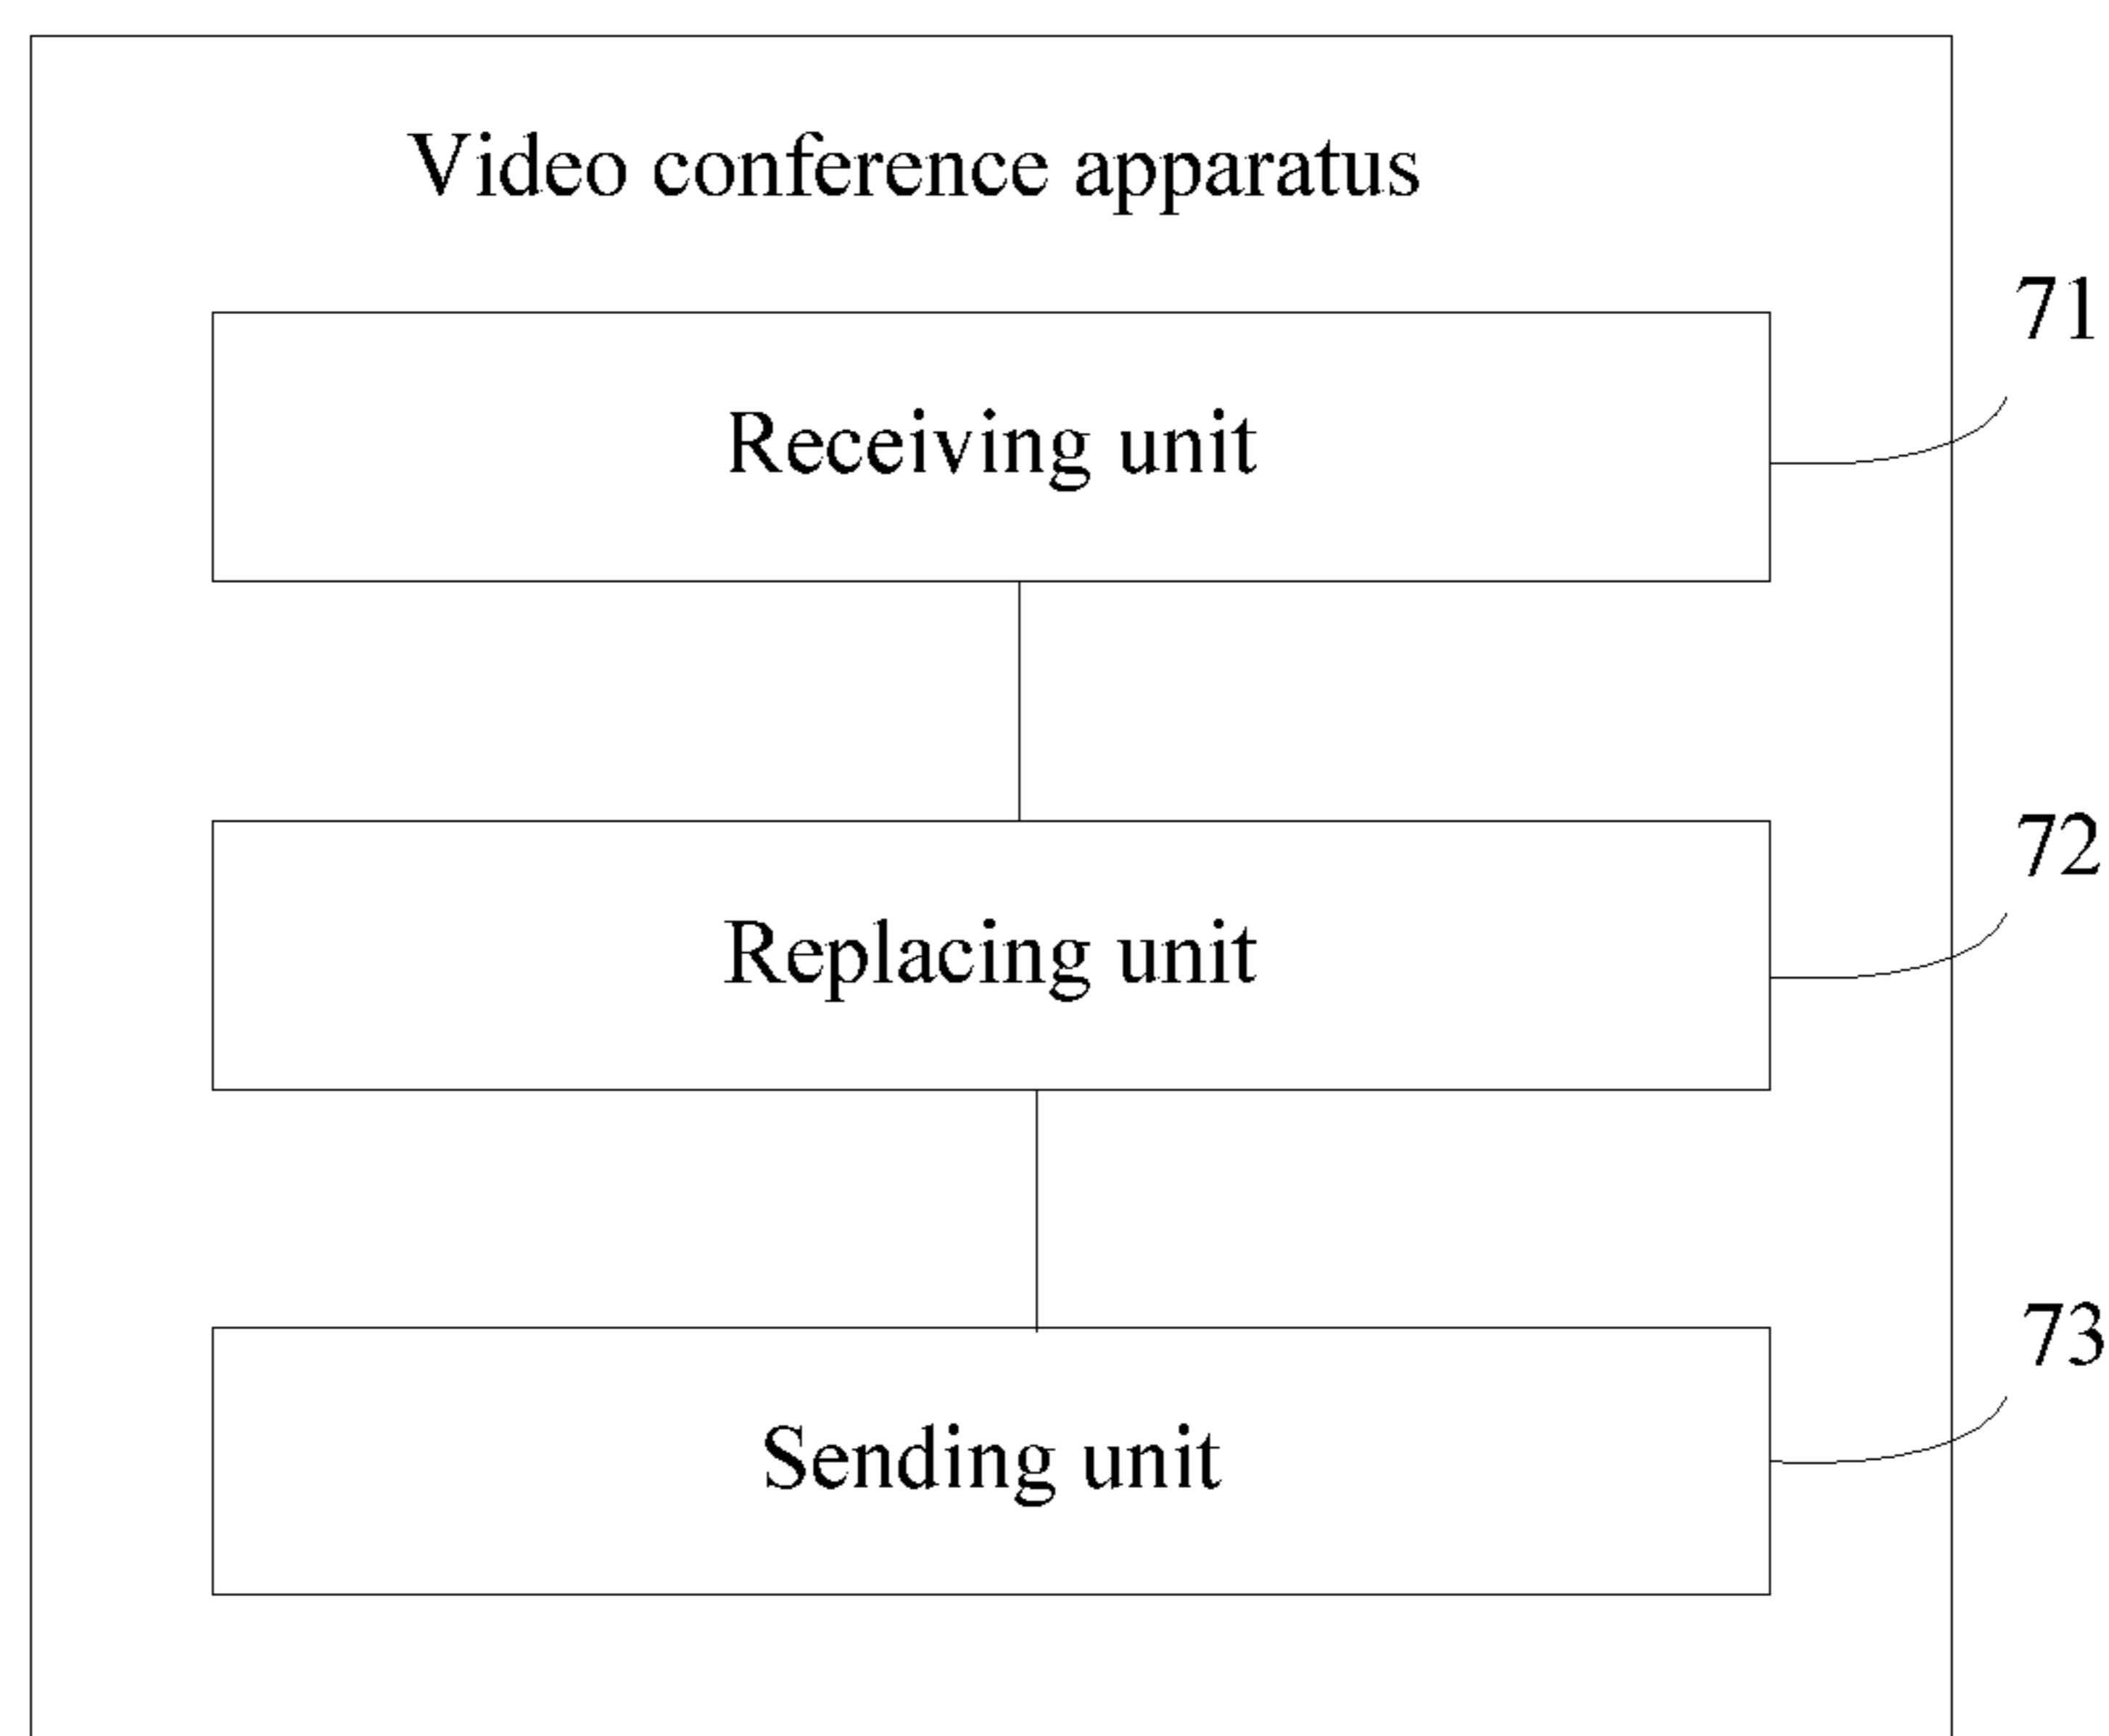 Video conference apparatus
71
Receiving unit
72
Replacing unit
73
Sending unit